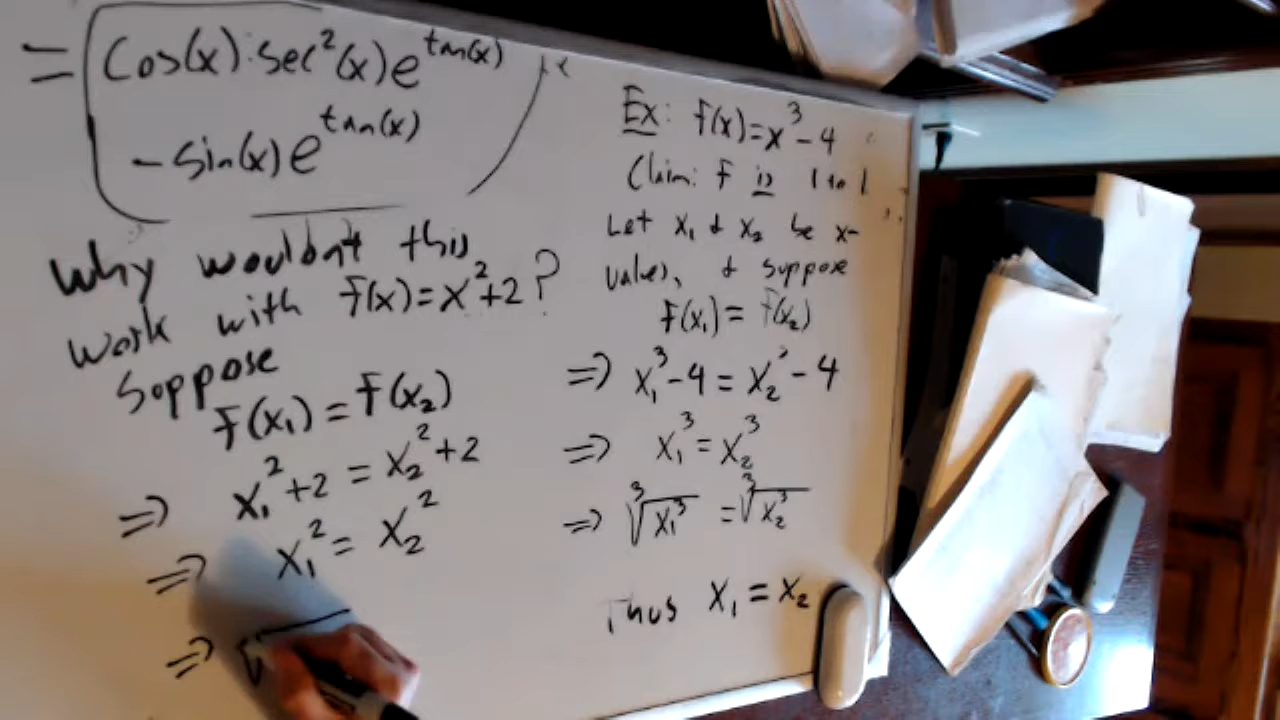 = cos(x)·sec²(x)e^tan(x)
-sin(x)e^tan(x)
Why wouldn't this
work with f(x)=x²+2?
Suppose
f(x₁)=f(x₂)
=> x₁²+2 = x₂²+2
=> x₁² = x₂²
=> √
Ex: f(x)=x³-4
Claim: f is 1 to 1
Let x₁ & x₂ be x-
values, & suppose
f(x₁) = f(x₂)
=> x₁³-4 = x₂³-4
=> x₁³ = x₂³
=> ∛x₁³ = ∛x₂³
Thus x₁ = x₂